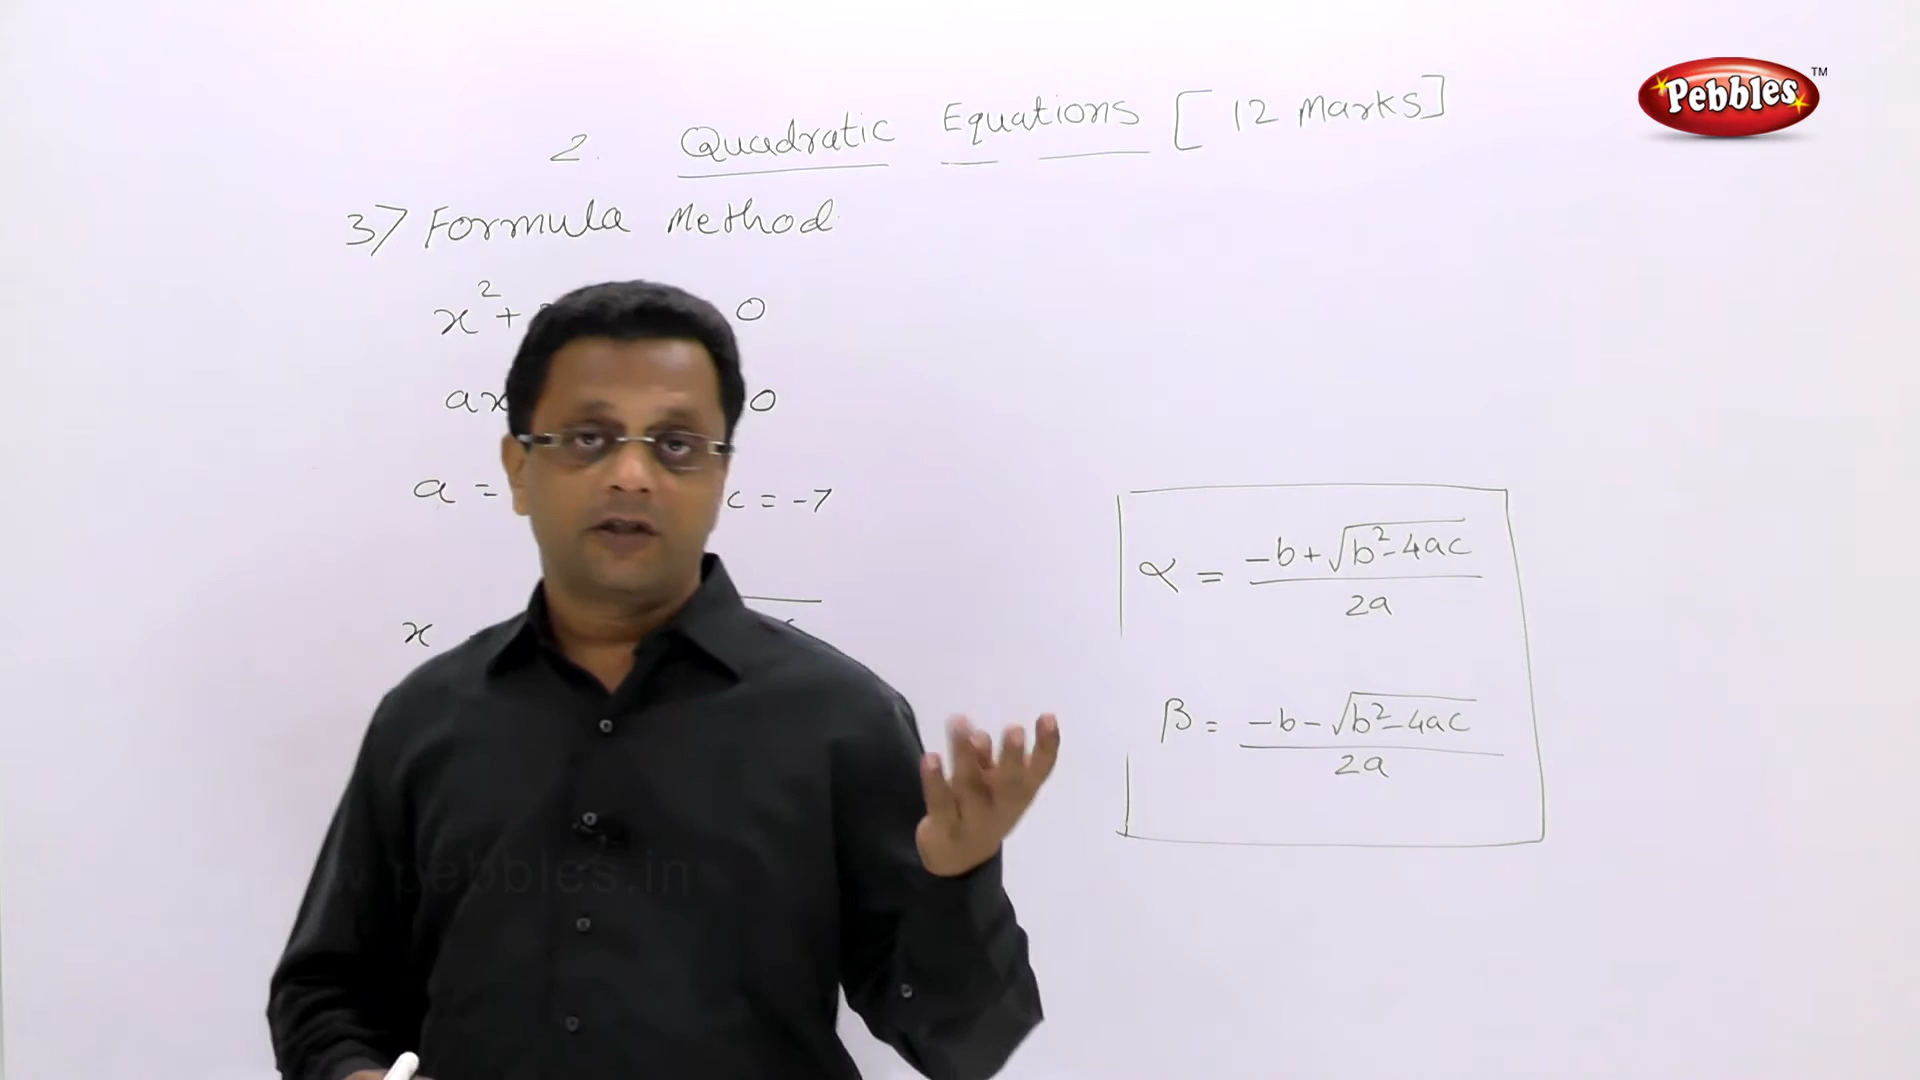 Pebbles TM
2. Quadratic Equations [12 Marks]
3) Formula Method
x² + 0
ax 0
a = c = -7
x
α = -b+√b²-4ac
2a
β = -b-√b²-4ac
2a
w pebbles.in